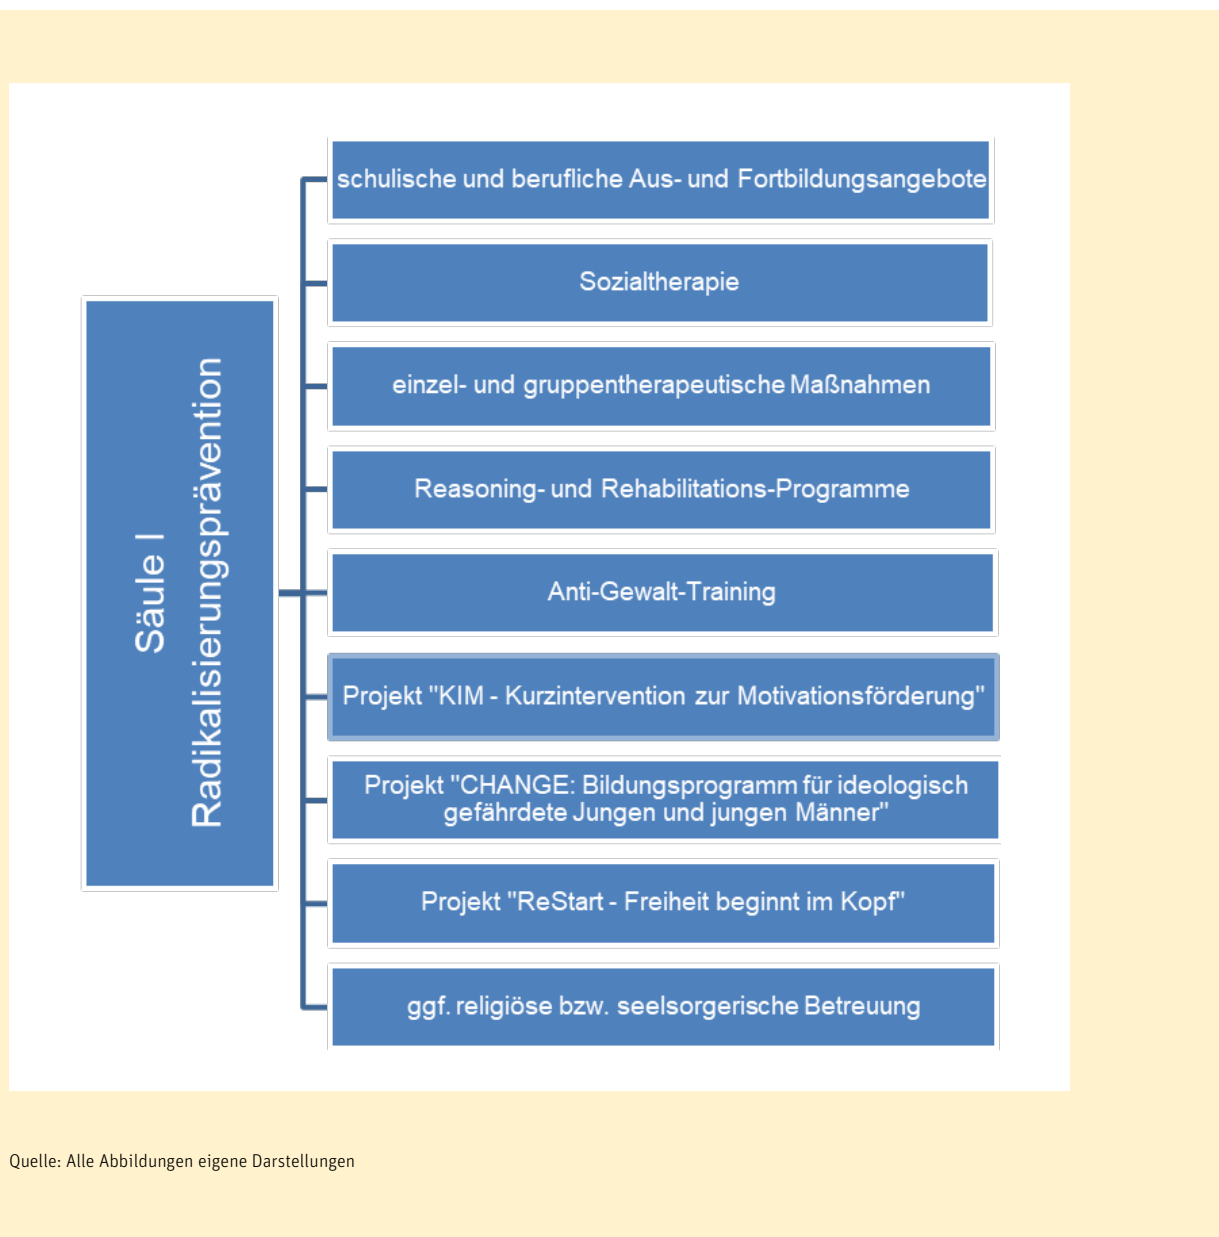 Säule I
Radikalisierungsprävention
schulische und berufliche Aus- und Fortbildungsangebote
Sozialtherapie
einzel- und gruppentherapeutische Maßnahmen
Reasoning- und Rehabilitations-Programme
Anti-Gewalt-Training
Projekt "KIM - Kurzintervention zur Motivationsförderung"
Projekt "CHANGE: Bildungsprogramm für ideologisch
gefährdete Jungen und jungen Männer"
Projekt "ReStart - Freiheit beginnt im Kopf"
ggf. religiöse bzw. seelsorgerische Betreuung
Quelle: Alle Abbildungen eigene Darstellungen